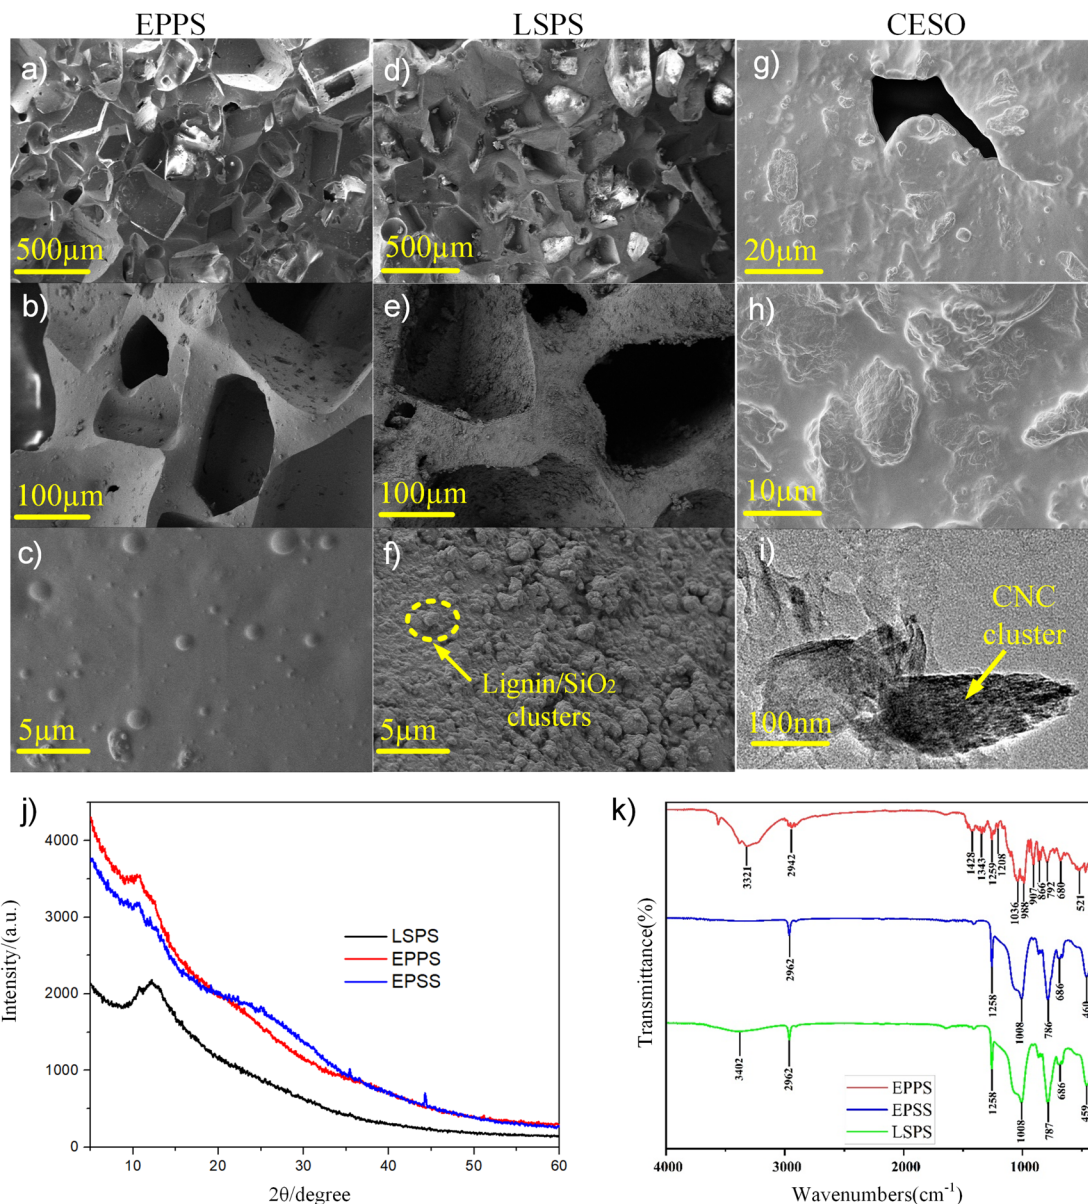 EPPS LSPS CESO
a) d) g)
500µm 500µm 20µm
b) e) h)
100µm 100µm 10µm
c) f) i)
CNC
cluster
Lignin/SiO₂
clusters
5µm 5µm 100nm
j)
4000
3000
2000
1000
0
Intensity/(a.u.)
LSPS
EPPS
EPSS
10 20 30 40 50 60
2θ/degree
k)
Transmittance(%)
3321 2942 1428 1343 1259 1208 1036 988 907 866 792 680 521
2962 1258 1008 786 686 460
3402 2962 1258 1008 787 686 459
EPPS
EPSS
LSPS
4000 3000 2000 1000
Wavenumbers(cm⁻¹)